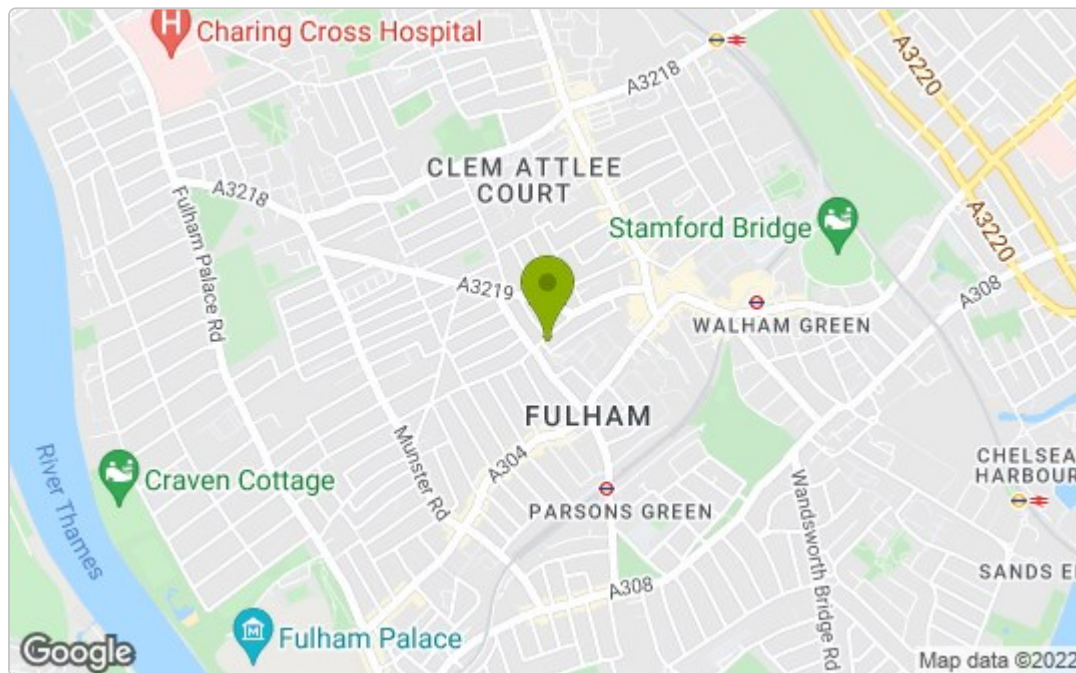 H
Charing Cross Hospital
A3218
A3220
CLEM ATTLEE
COURT
A3218
Fulham Palace Rd
Stamford Bridge
A3220
A3219
A308
WALHAM GREEN
FULHAM
Munster Rd
A304
CHELSEA
HARBOUR
River Thames
Craven Cottage
PARSONS GREEN
Wandsworth Bridge Rd
SANDS E
A308
M
Fulham Palace
Google
Map data ©2022